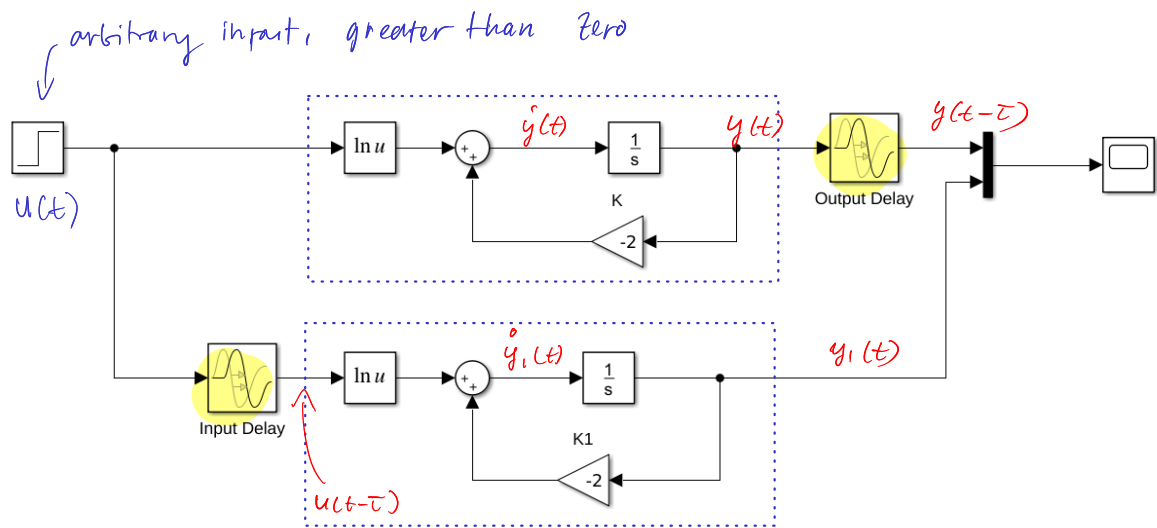 arbitrary input, greater than zero
ẏ(t)
y(t)
y(t-τ)
ln u
+
+
1
s
u(t)
K
Output Delay
-2
ẏ₁(t)
y₁(t)
ln u
+
+
1
s
Input Delay
K1
-2
u(t-τ)